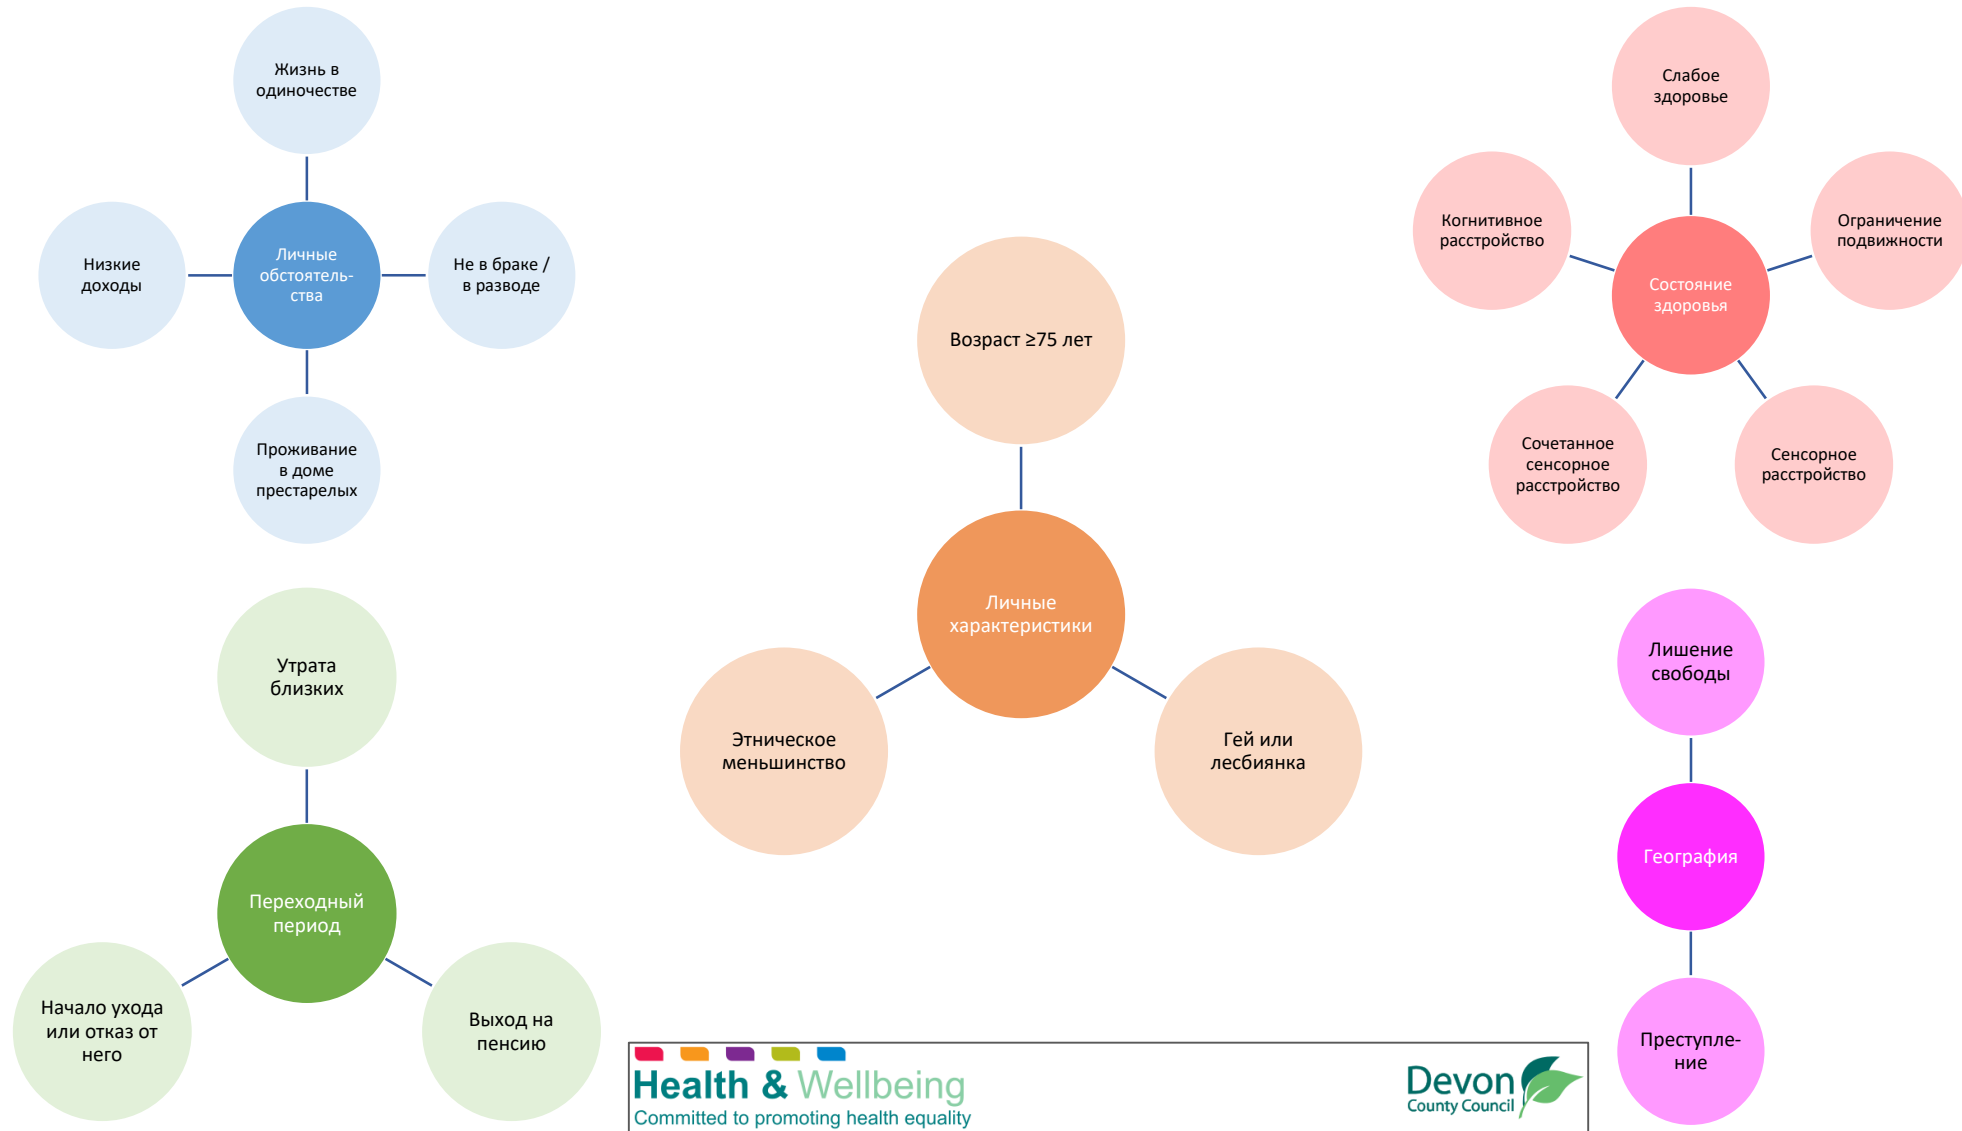 Жизнь в
одиночестве
Низкие
доходы
Личные
обстоятель-
ства
Не в браке /
в разводе
Проживание
в доме
престарелых
Утрата
близких
Переходный
период
Начало ухода
или отказ от
него
Выход на
пенсию
Возраст ≥75 лет
Личные
характеристики
Этническое
меньшинство
Гей или
лесбиянка
Слабое
здоровье
Когнитивное
расстройство
Ограничение
подвижности
Состояние
здоровья
Сочетанное
сенсорное
расстройство
Сенсорное
расстройство
Лишение
свободы
География
Преступле-
ние
Health & Wellbeing
Committed to promoting health equality
Devon
County Council